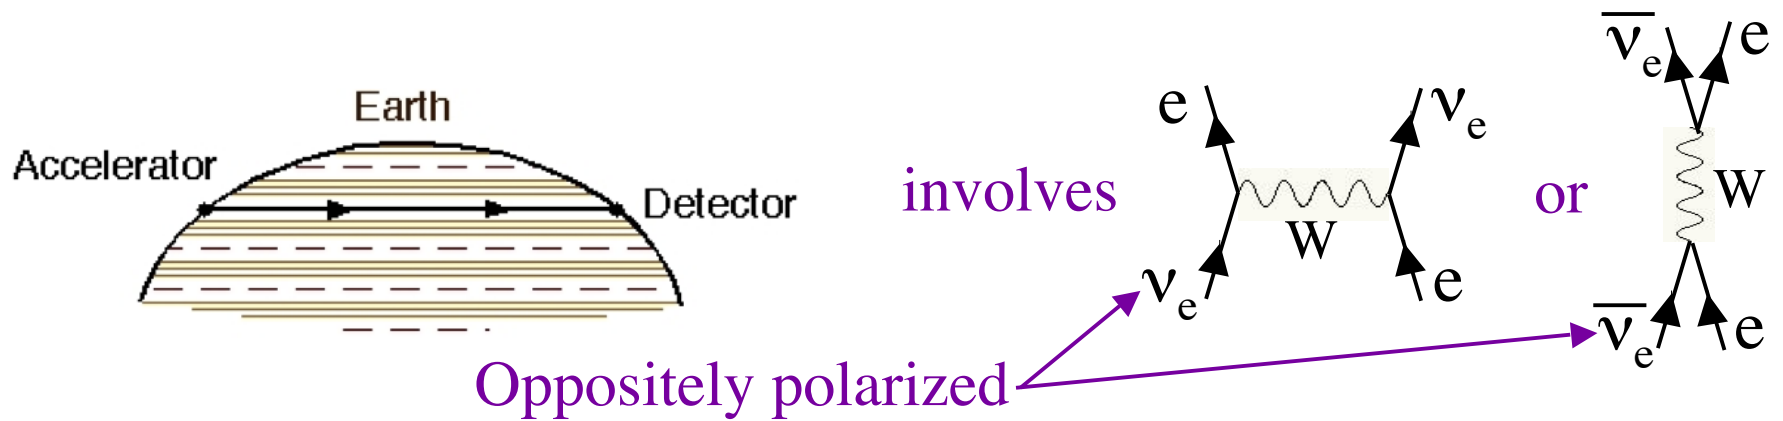 Earth
Accelerator
Detector
involves
e
νₑ
W
νₑ
e
or
ν̅ₑ
e
W
ν̅ₑ
e
Oppositely polarized